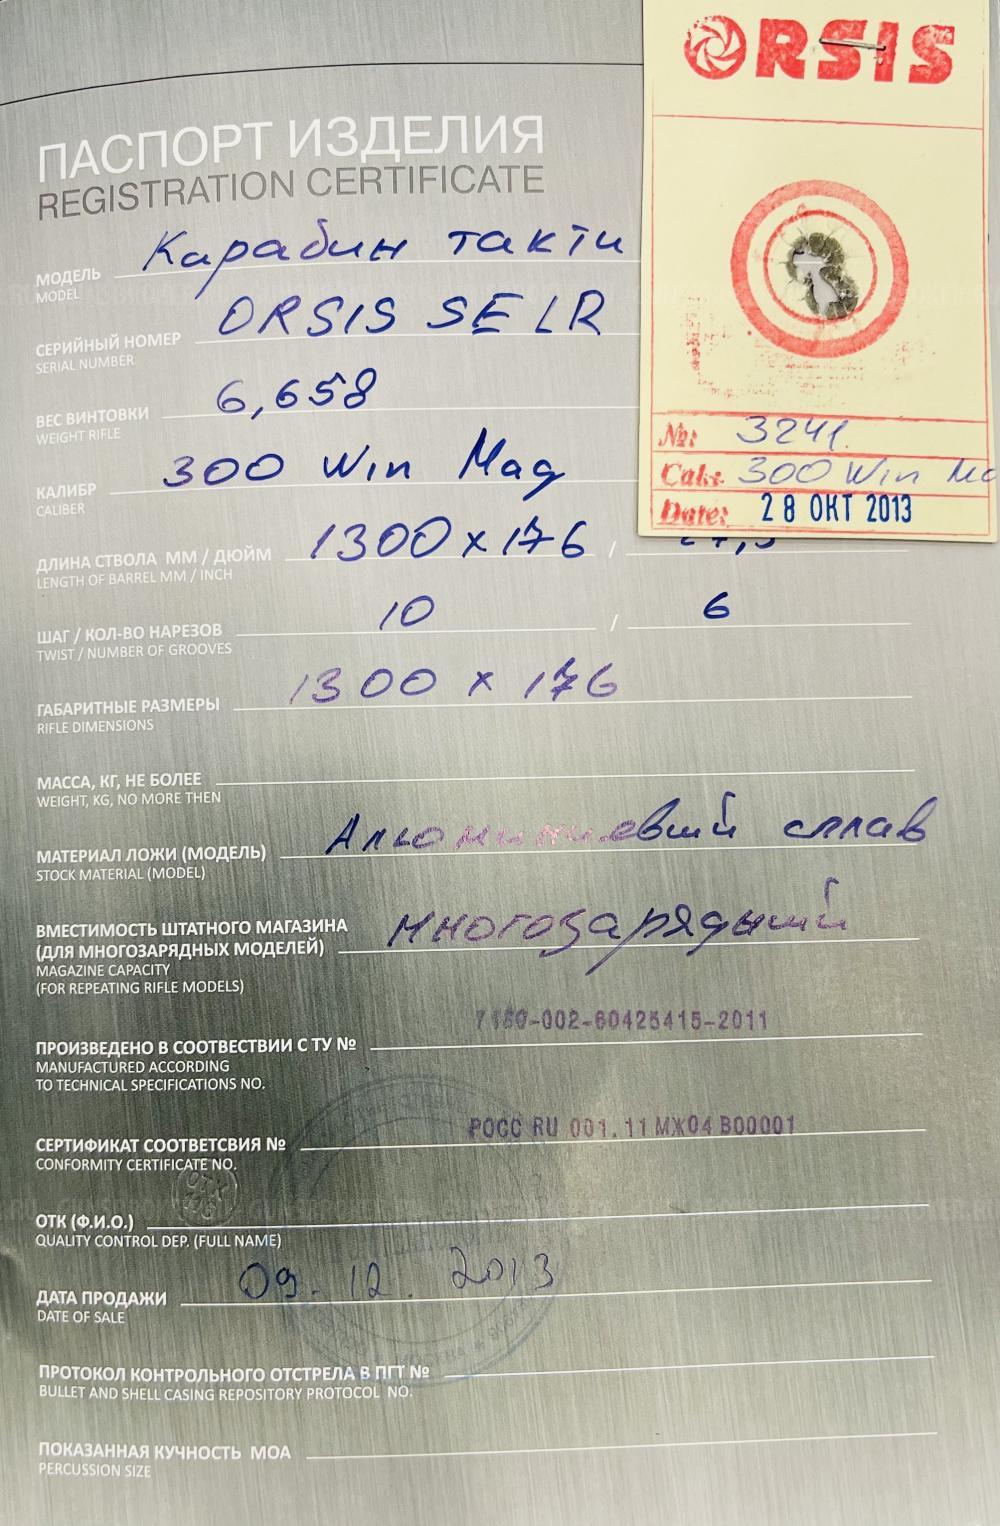 ORSIS
ПАСПОРТ ИЗДЕЛИЯ
REGISTRATION CERTIFICATE
МОДЕЛЬ Карабин такти
MODEL
СЕРИЙНЫЙ НОМЕР ORSIS SE LR
SERIAL NUMBER
ВЕС ВИНТОВКИ 6,658
WEIGHT RIFLE
№: 3241.
КАЛИБР 300 Win Mag
CALIBER
Cal.: 300 Win
Date: 28 ОКТ 2013
ДЛИНА СТВОЛА ММ / ДЮЙМ 1300 x 176 /
LENGTH OF BARREL MM / INCH
ШАГ / КОЛ-ВО НАРЕЗОВ 10 / 6
TWIST / NUMBER OF GROOVES
ГАБАРИТНЫЕ РАЗМЕРЫ 1300 x 176
RIFLE DIMENSIONS
МАССА, КГ, НЕ БОЛЕЕ
WEIGHT, KG, NO MORE THEN
МАТЕРИАЛ ЛОЖИ (МОДЕЛЬ) Алюминиевый сплав
STOCK MATERIAL (MODEL)
ВМЕСТИМОСТЬ ШТАТНОГО МАГАЗИНА
(ДЛЯ МНОГОЗАРЯДНЫХ МОДЕЛЕЙ) многозарядный
MAGAZINE CAPACITY
(FOR REPEATING RIFLE MODELS)
ПРОИЗВЕДЕНО В СООТВЕСТВИИ С ТУ № -002-60425415-2011
MANUFACTURED ACCORDING
TO TECHNICAL SPECIFICATIONS NO.
СЕРТИФИКАТ СООТВЕТСВИЯ № РОСС RU 001.11МЖ04 В00001
CONFORMITY CERTIFICATE NO.
ОТК (Ф.И.О.)
QUALITY CONTROL DEP. (FULL NAME)
ДАТА ПРОДАЖИ 09. 12. 2013
DATE OF SALE
ПРОТОКОЛ КОНТРОЛЬНОГО ОТСТРЕЛА В ПГТ №
BULLET AND SHELL CASING REPOSITORY PROTOCOL NO.
ПОКАЗАННАЯ КУЧНОСТЬ МОА
PERCUSSION SIZE